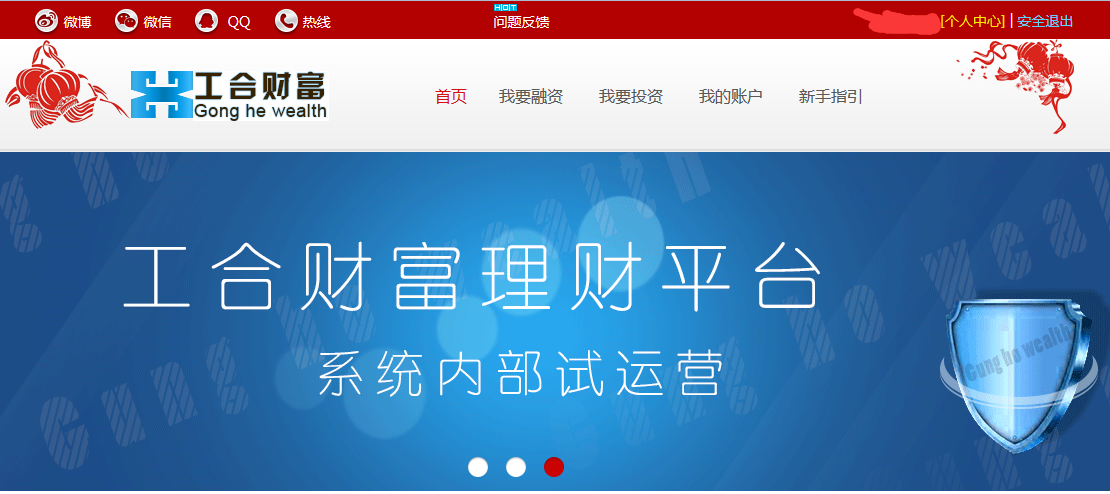 微博 微信 QQ 热线 HOT 问题反馈 [个人中心] | 安全退出
工合财富
Gong he wealth
首页 我要融资 我要投资 我的账户 新手指引
工合财富理财平台
系统内部试运营
Gung ho wealth